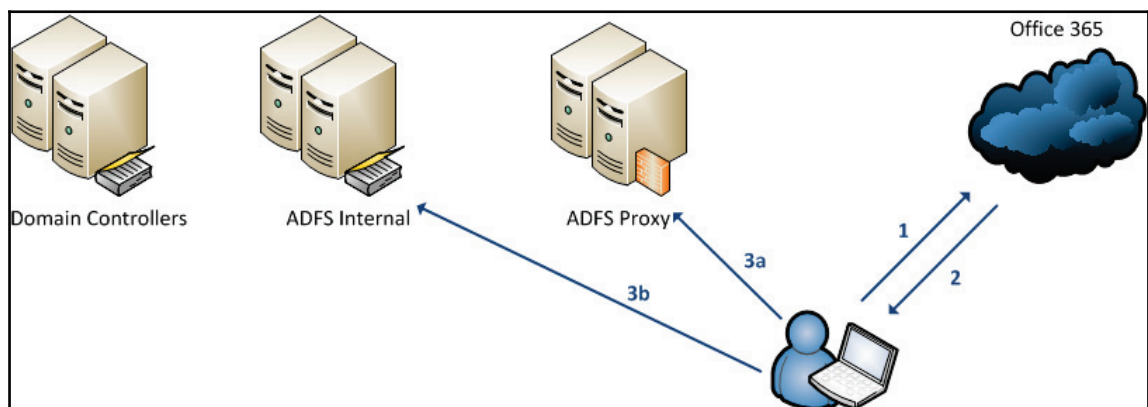 Office 365
Domain Controllers
ADFS Internal
ADFS Proxy
1
2
3a
3b